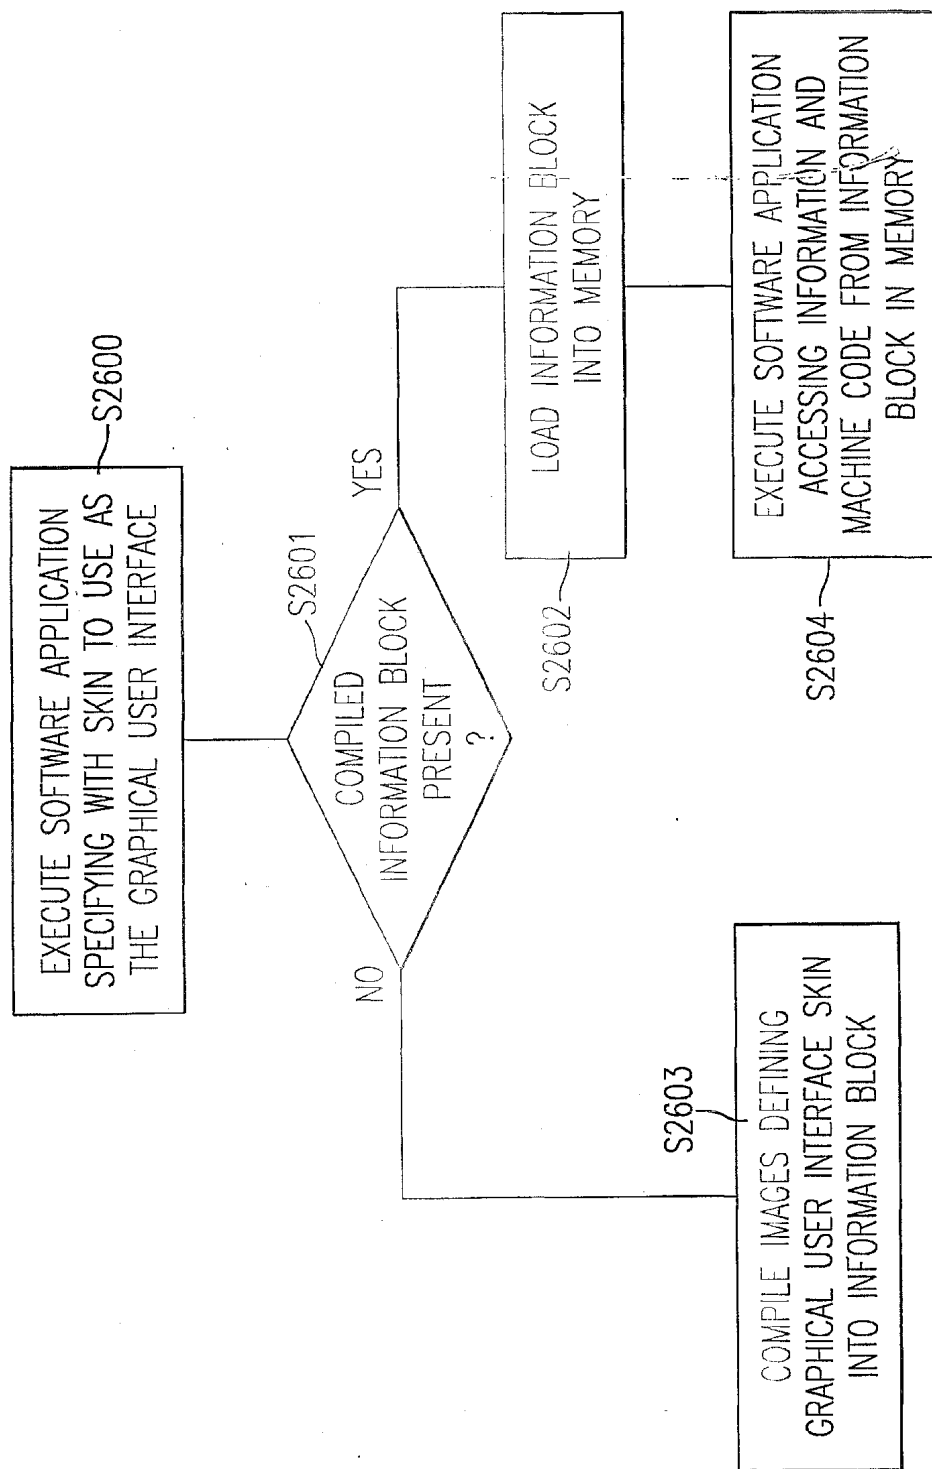 EXECUTE SOFTWARE APPLICATION
SPECIFYING WITH SKIN TO USE AS
THE GRAPHICAL USER INTERFACE
S2600
COMPILED
INFORMATION BLOCK
PRESENT
?
S2601
NO
YES
S2603
COMPILE IMAGES DEFINING
GRAPHICAL USER INTERFACE SKIN
INTO INFORMATION BLOCK
S2602
LOAD INFORMATION BLOCK
INTO MEMORY
S2604
EXECUTE SOFTWARE APPLICATION
ACCESSING INFORMATION AND
MACHINE CODE FROM INFORMATION
BLOCK IN MEMORY